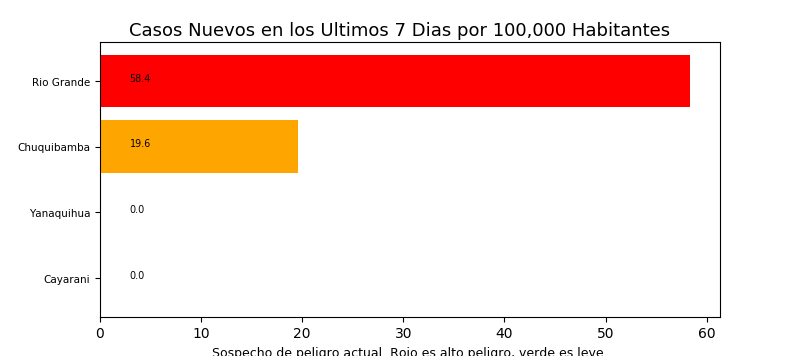 Casos Nuevos en los Ultimos 7 Dias por 100,000 Habitantes
Rio Grande
58.4
Chuquibamba
19.6
Yanaquihua
0.0
Cayarani
0.0
0 10 20 30 40 50 60
Sospecho de peligro actual. Rojo es alto peligro, verde es leve